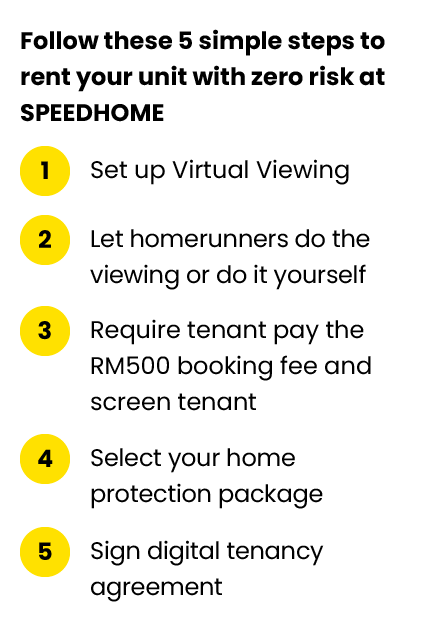 Follow these 5 simple steps to
rent your unit with zero risk at
SPEEDHOME
1 Set up Virtual Viewing
2 Let homerunners do the
viewing or do it yourself
3 Require tenant pay the
RM500 booking fee and
screen tenant
4 Select your home
protection package
5 Sign digital tenancy
agreement